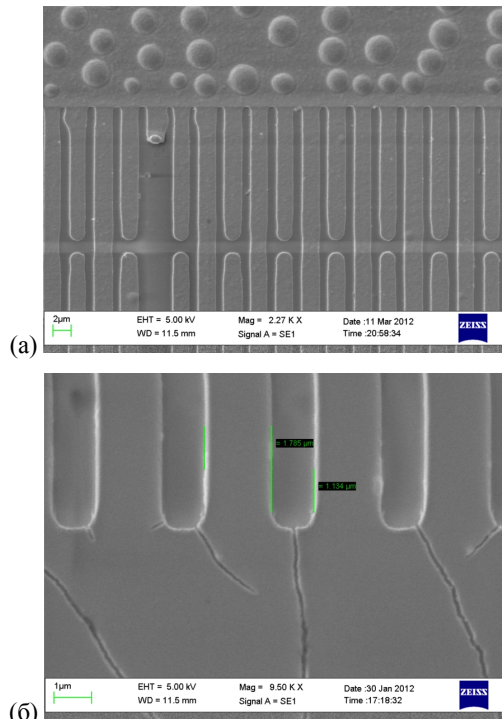 2µm
EHT = 5.00 kV
Mag = 2.27 K X
Date :11 Mar 2012
WD = 11.5 mm
Signal A = SE1
Time :20:58:34
ZEISS
(а)
= 1.785 µm
= 1.134 µm
1µm
EHT = 5.00 kV
Mag = 9.50 K X
Date :30 Jan 2012
WD = 11.5 mm
Signal A = SE1
Time :17:18:32
ZEISS
(б)